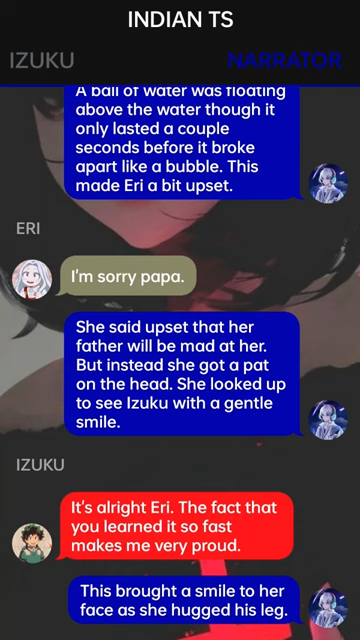 INDIAN TS
IZUKU
NARRATOR
A ball of water was floating
above the water though it
only lasted a couple
seconds before it broke
apart like a bubble. This
made Eri a bit upset.
ERI
I'm sorry papa.
She said upset that her
father will be mad at her.
But instead she got a pat
on the head. She looked up
to see Izuku with a gentle
smile.
IZUKU
It's alright Eri. The fact that
you learned it so fast
makes me very proud.
This brought a smile to her
face as she hugged his leg.